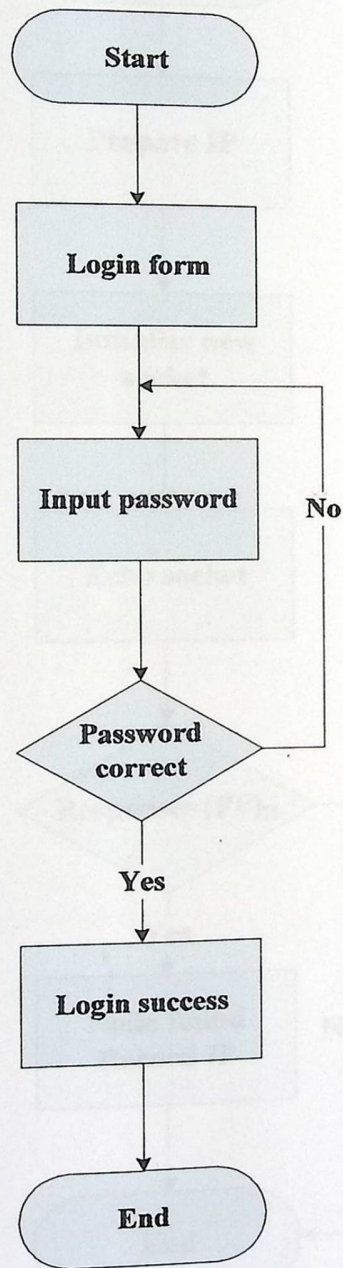 Start
Login form
Input password
No
Password
correct
Yes
Login success
End